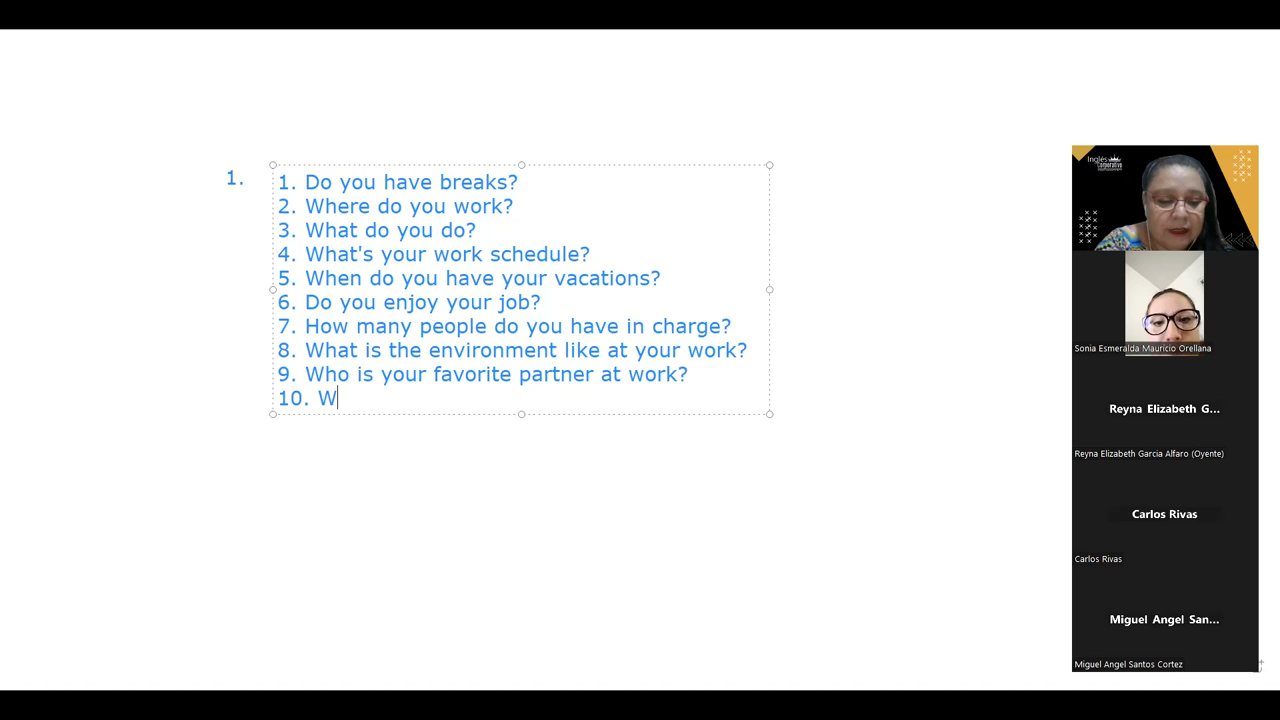 1.
1. Do you have breaks?
2. Where do you work?
3. What do you do?
4. What's your work schedule?
5. When do you have your vacations?
6. Do you enjoy your job?
7. How many people do you have in charge?
8. What is the environment like at your work?
9. Who is your favorite partner at work?
10. W
Inglés
Corporativo
Sonia Esmeralda Mauricio Orellana
Reyna Elizabeth G...
Reyna Elizabeth Garcia Alfaro (Oyente)
Carlos Rivas
Carlos Rivas
Miguel Angel San...
Miguel Angel Santos Cortez